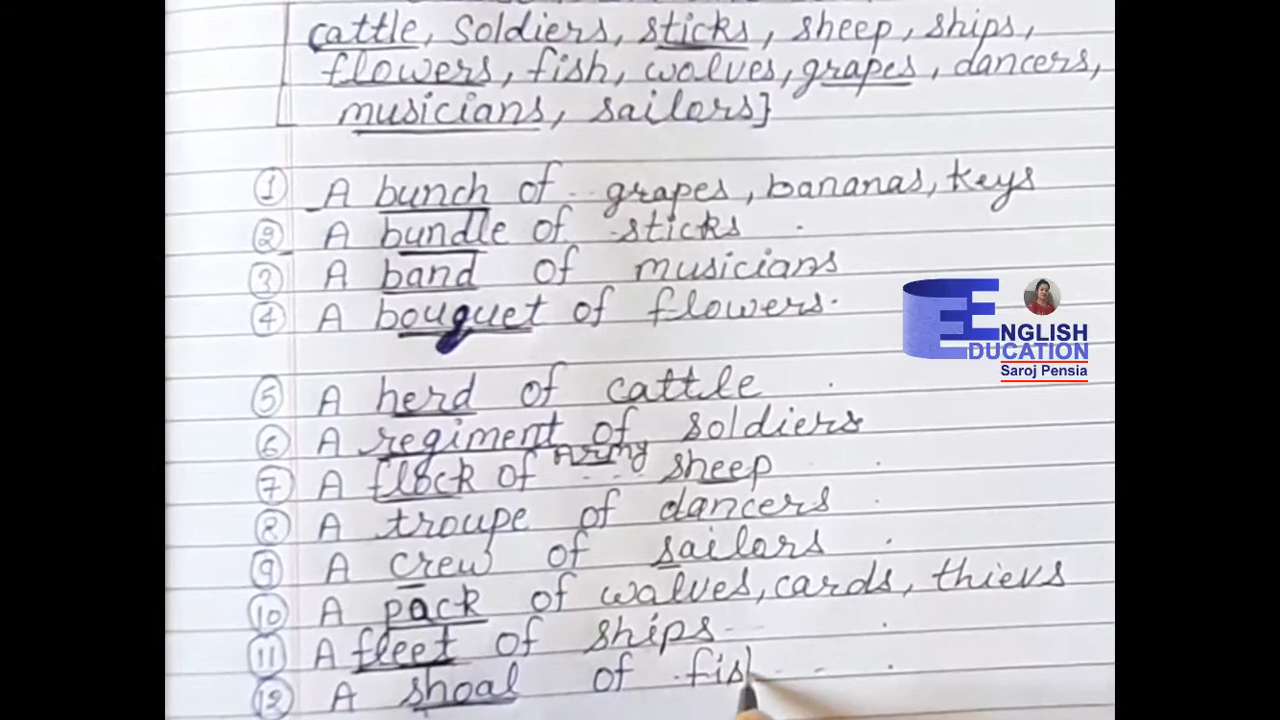 cattle, soldiers, sticks, sheep, ships,
flowers, fish, walves, grapes, dancers,
musicians, sailors}
① A bunch of grapes, bananas, keys
② A bundle of sticks
③ A band of musicians
④ A bouquet of flowers.
ENGLISH
EDUCATION
Saroj Pensia
⑤ A herd of cattle
⑥ A regiment of soldiers
Army
⑦ A flock of sheep
⑧ A troupe of dancers
⑨ A crew of sailors
⑩ A pack of walves, cards, thievs
⑪ A fleet of ships
⑫ A shoal of fish